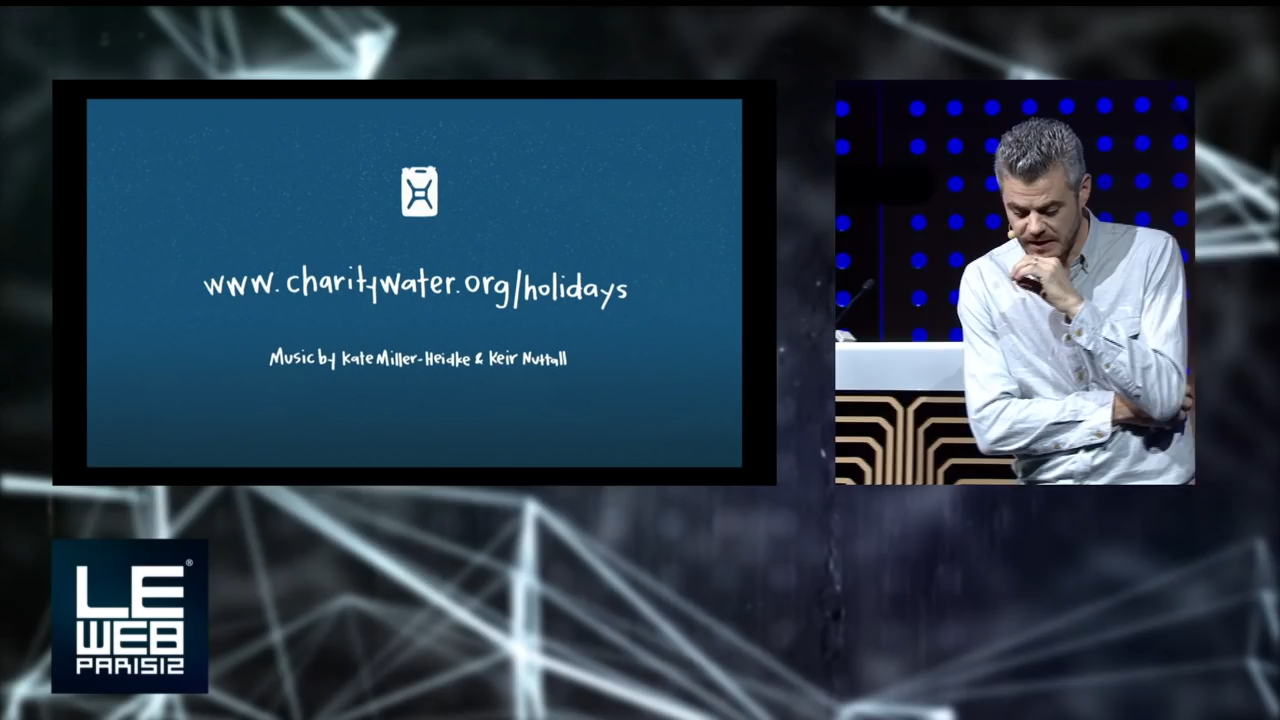 www.charitywater.org/holidays
Music by Kate Miller-Heidke & Keir Nuttall
LE
WEB
PARIS12
®